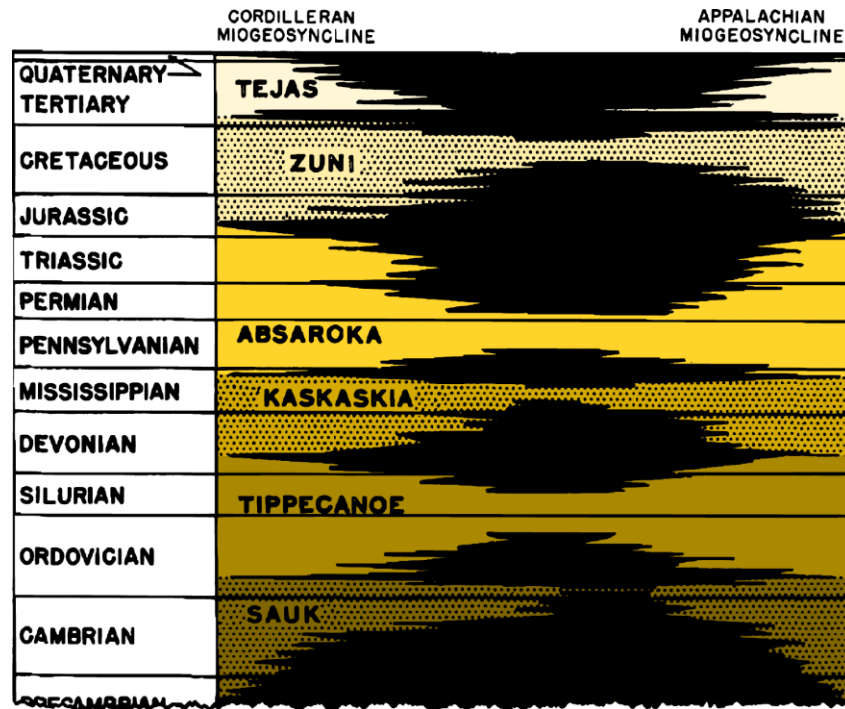 CORDILLERAN
MIOGEOSYNCLINE
APPALACHIAN
MIOGEOSYNCLINE
QUATERNARY
TERTIARY
TEJAS
CRETACEOUS
ZUNI
JURASSIC
TRIASSIC
PERMIAN
ABSAROKA
PENNSYLVANIAN
MISSISSIPPIAN
KASKASKIA
DEVONIAN
SILURIAN
TIPPECANOE
ORDOVICIAN
SAUK
CAMBRIAN
PRECAMBRIAN